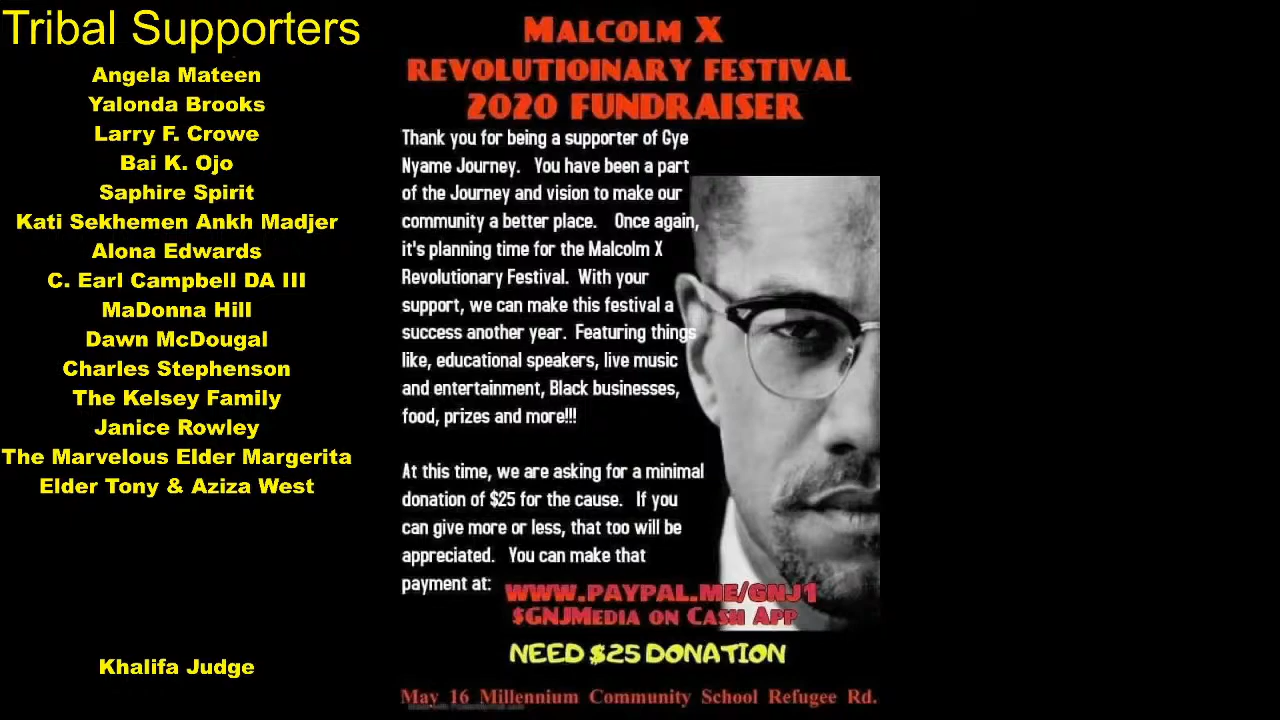 Tribal Supporters
Angela Mateen
Yalonda Brooks
Larry F. Crowe
Bai K. Ojo
Saphire Spirit
Kati Sekhemen Ankh Madjer
Alona Edwards
C. Earl Campbell DA III
MaDonna Hill
Dawn McDougal
Charles Stephenson
The Kelsey Family
Janice Rowley
The Marvelous Elder Margerita
Elder Tony & Aziza West
Khalifa Judge
MALCOLM X
REVOLUTIOINARY FESTIVAL
2020 FUNDRAISER
Thank you for being a supporter of Gye
Nyame Journey. You have been a part
of the Journey and vision to make our
community a better place. Once again,
it's planning time for the Malcolm X
Revolutionary Festival. With your
support, we can make this festival a
success another year. Featuring things
like, educational speakers, live music
and entertainment, Black businesses,
food, prizes and more!!!
At this time, we are asking for a minimal
donation of $25 for the cause. If you
can give more or less, that too will be
appreciated. You can make that
payment at:
WWW.PAYPAL.ME/GNJ1
$GNJMEDIA ON CASH APP
NEED $25 DONATION
May 16 Millennium Community School Refugee Rd.